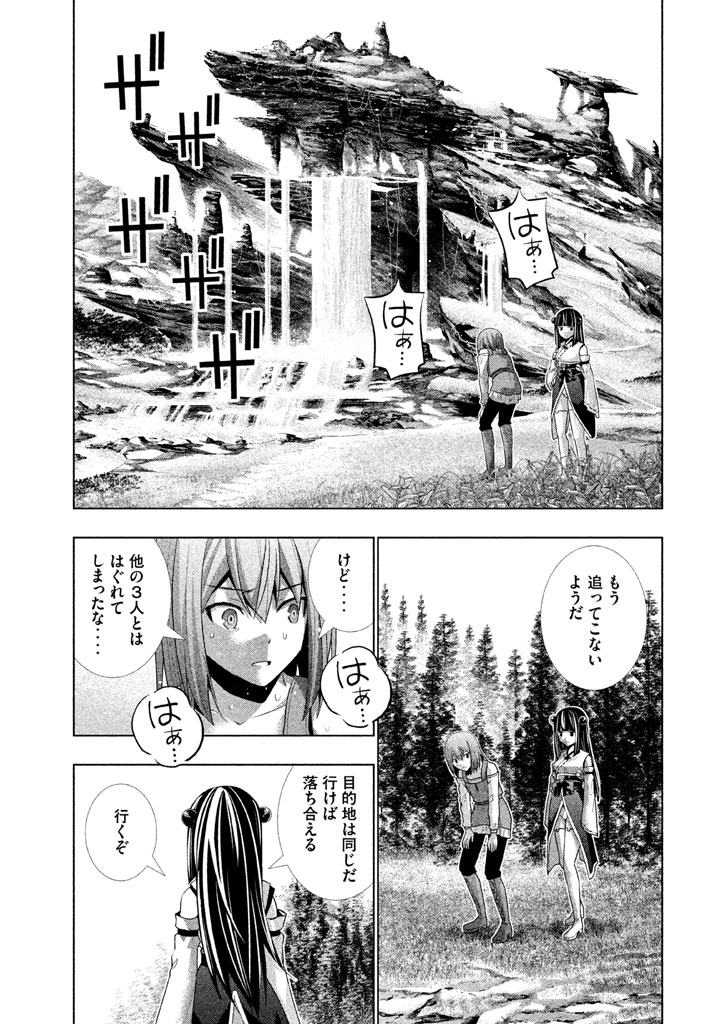 ザ
ザ
ザ
ザ
ザ
はぁ…
はぁ…
もう
追ってこない
ようだ
けど‥‥
他の３人とは
はぐれて
しまったな
‥‥
はぁ…
はぁ…
目的地は同じだ
行けば
落ち合える
行くぞ